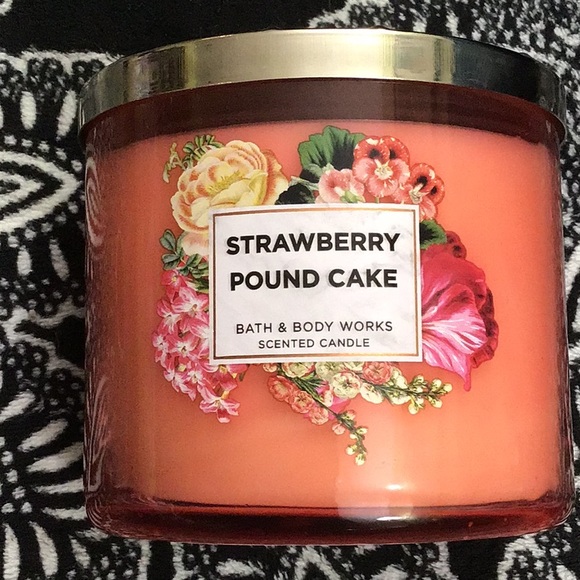 STRAWBERRY
POUND CAKE
BATH & BODY WORKS
SCENTED CANDLE